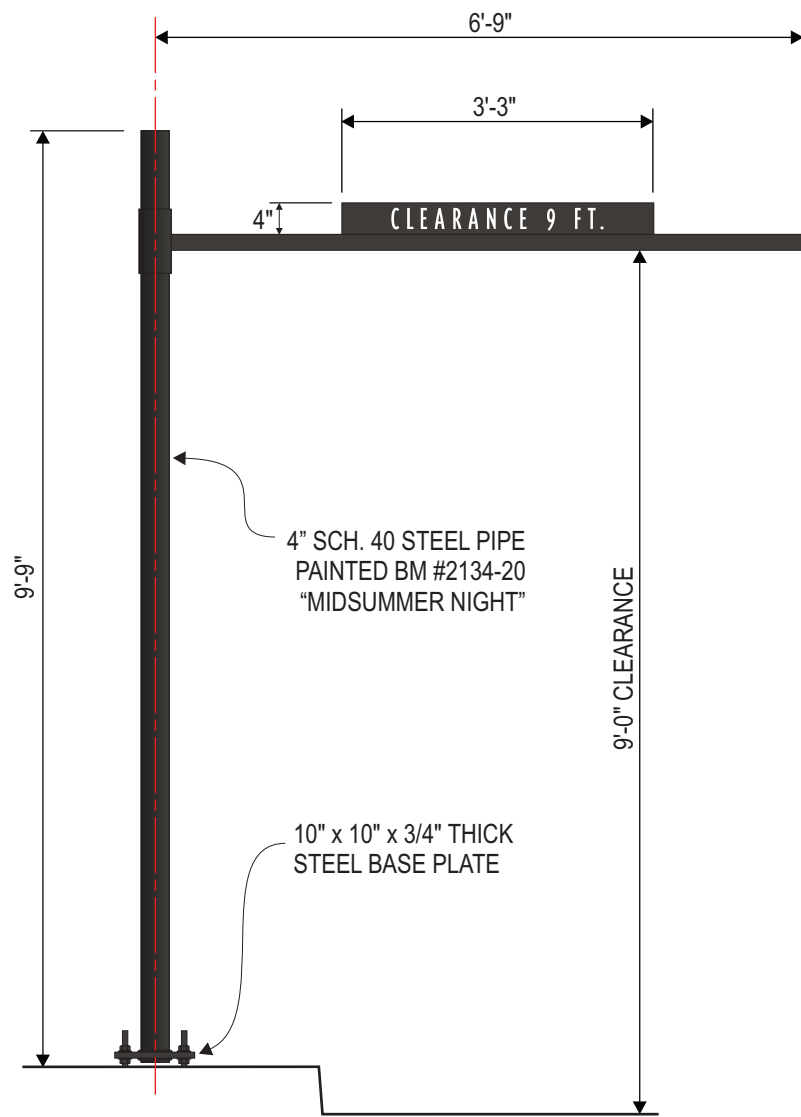 6'-9"
3'-3"
4"
CLEARANCE 9 FT.
9'-9"
4” SCH. 40 STEEL PIPE
PAINTED BM #2134-20
“MIDSUMMER NIGHT”
9'-0" CLEARANCE
10" x 10" x 3/4" THICK
STEEL BASE PLATE